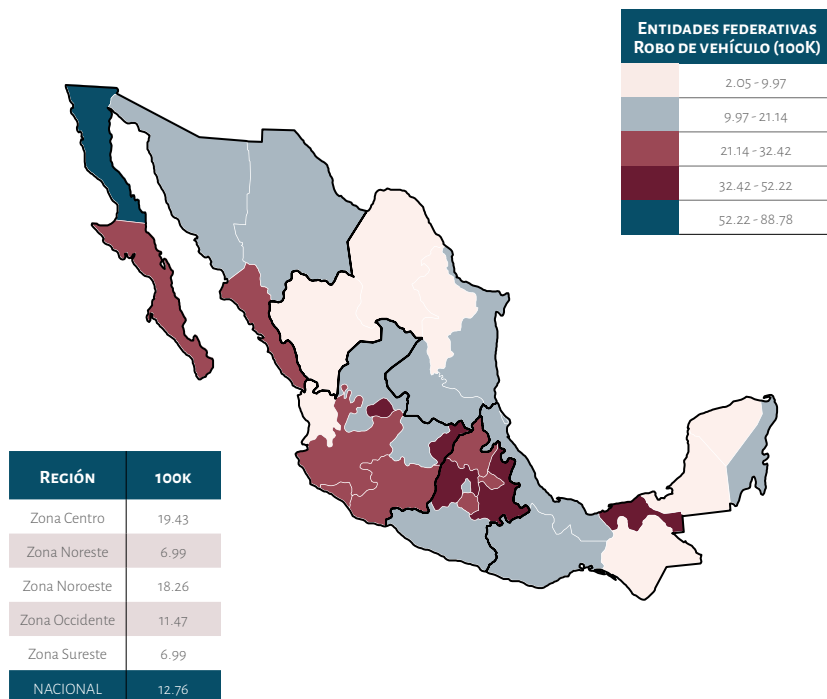 Entidades federativas
Robo de vehículo (100K)
2.05 - 9.97
9.97 - 21.14
21.14 - 32.42
32.42 - 52.22
52.22 - 88.78
Región 100K
Zona Centro 19.43
Zona Noreste 6.99
Zona Noroeste 18.26
Zona Occidente 11.47
Zona Sureste 6.99
NACIONAL 12.76